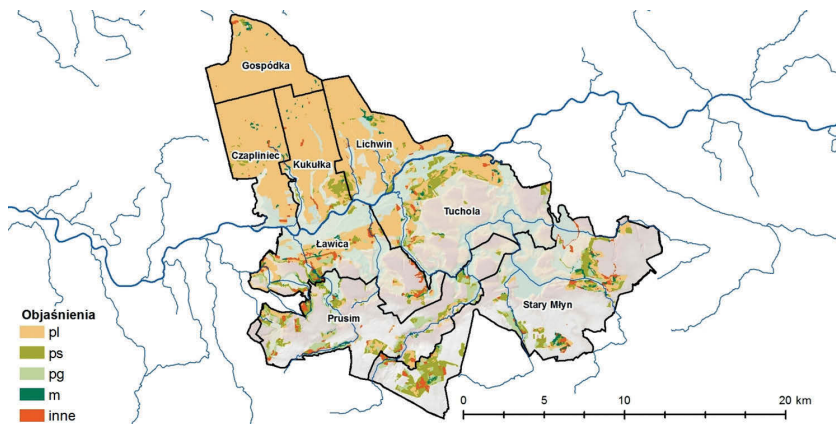 Gospódka
Czapliniec
Kukułka
Lichwin
Tuchola
Ławica
Prusim
Stary Młyn
Objaśnienia
pl
ps
pg
m
inne
0 5 10 20 km